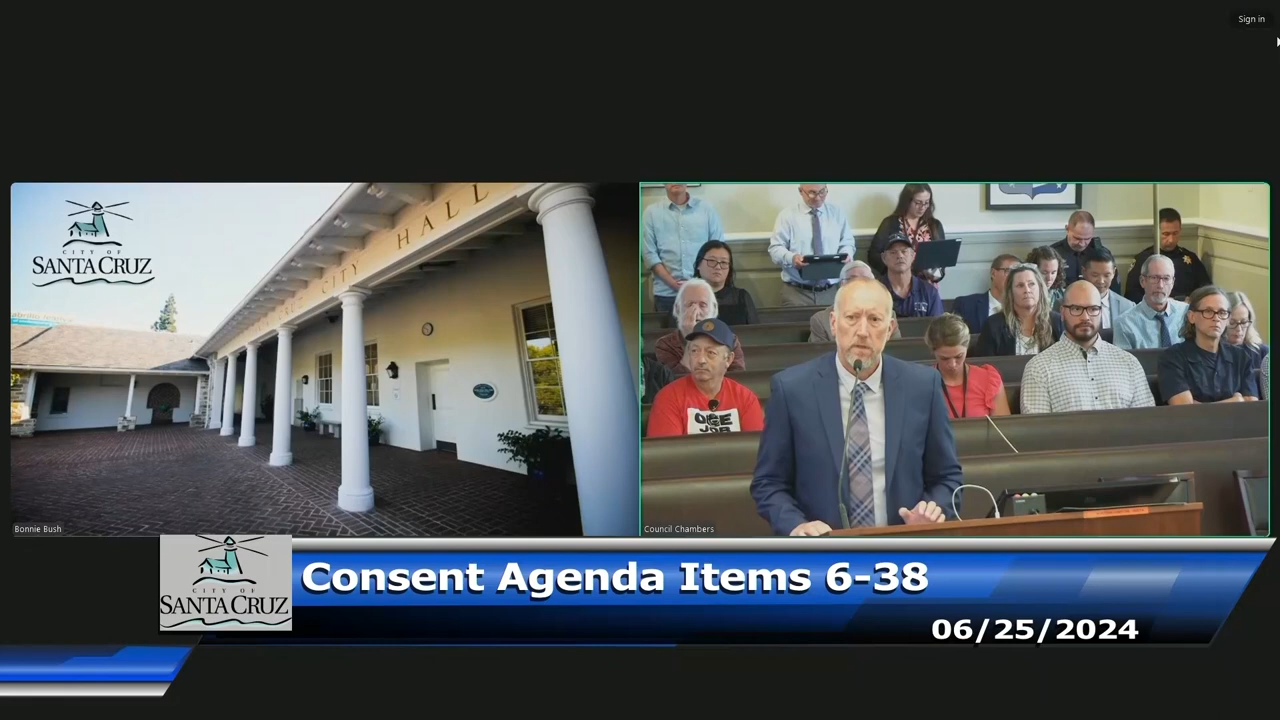 Sign in
CITY OF
SANTA CRUZ
CITY HALL
Bonnie Bush
Council Chambers
CITY OF
SANTA CRUZ
Consent Agenda Items 6-38
06/25/2024